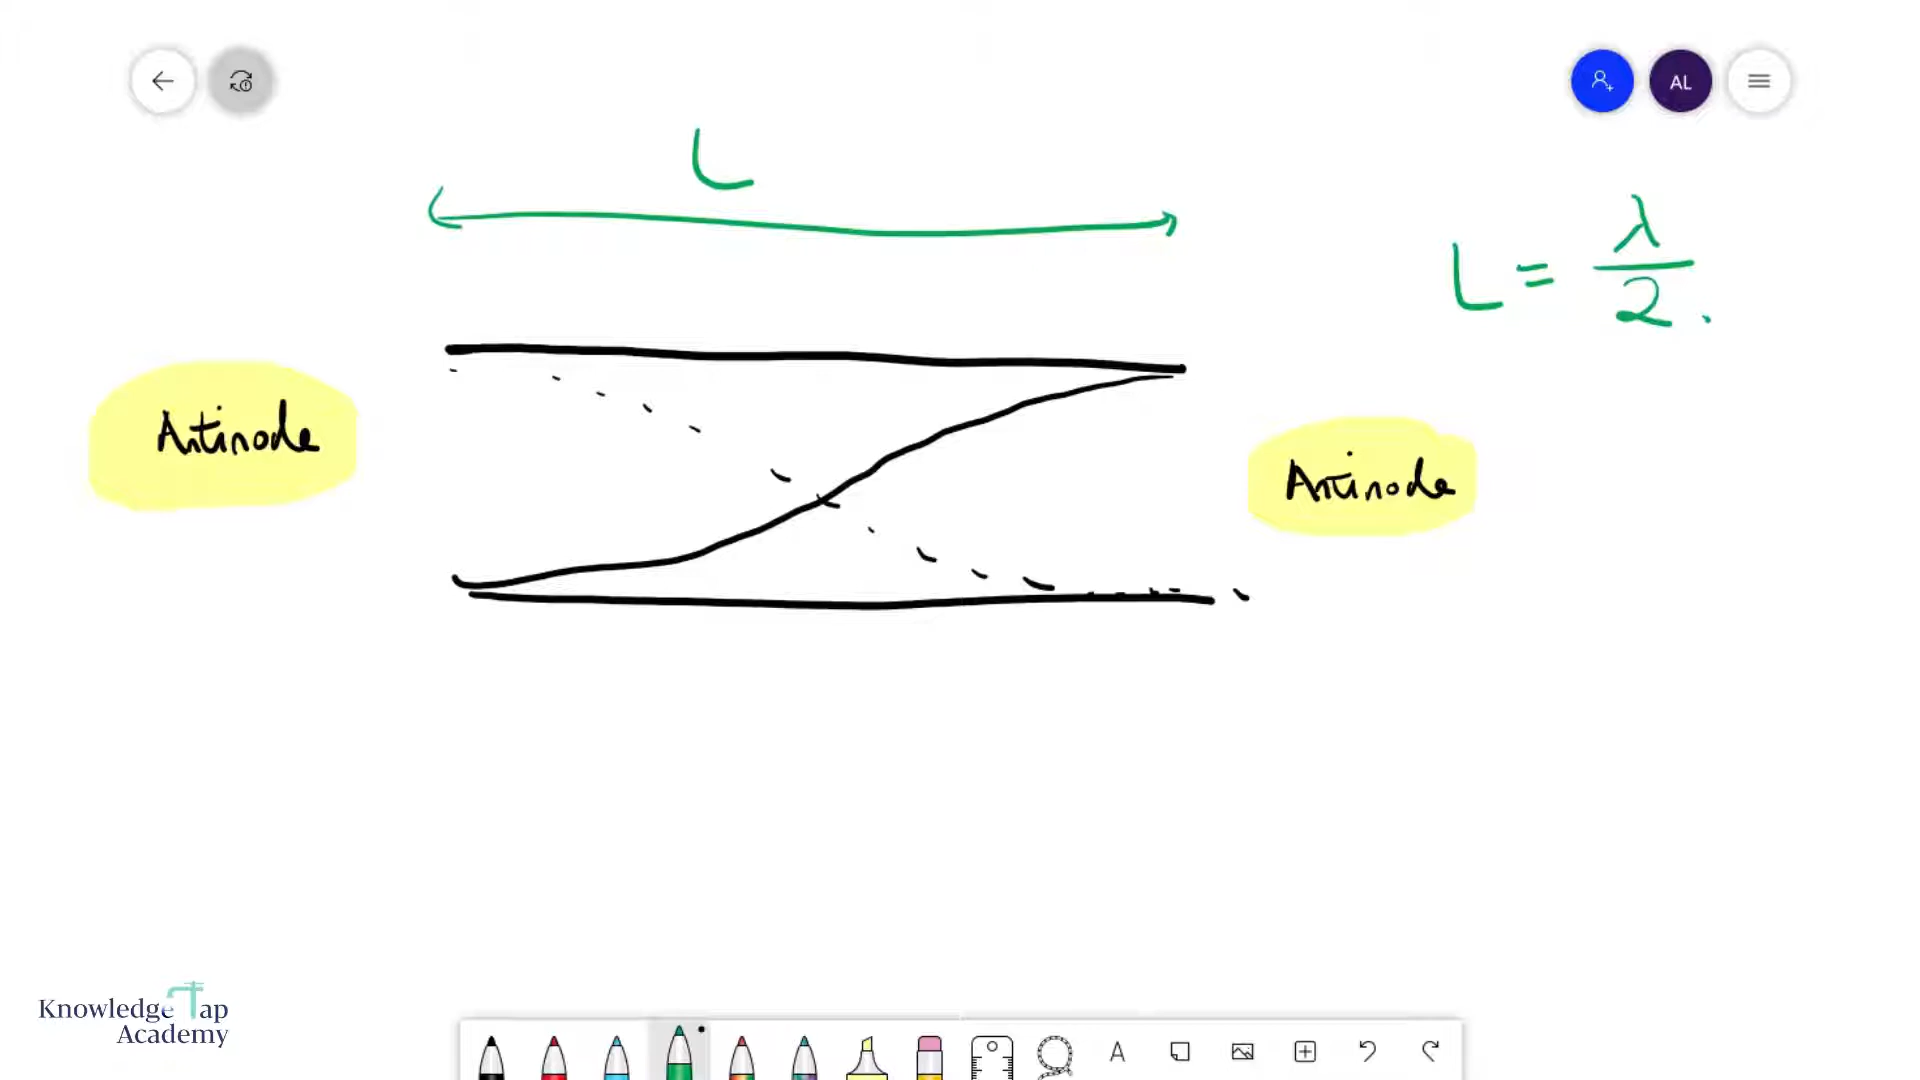 AL
L
L = λ/2.
Antinode
Antinode
Knowledge Tap
Academy
A